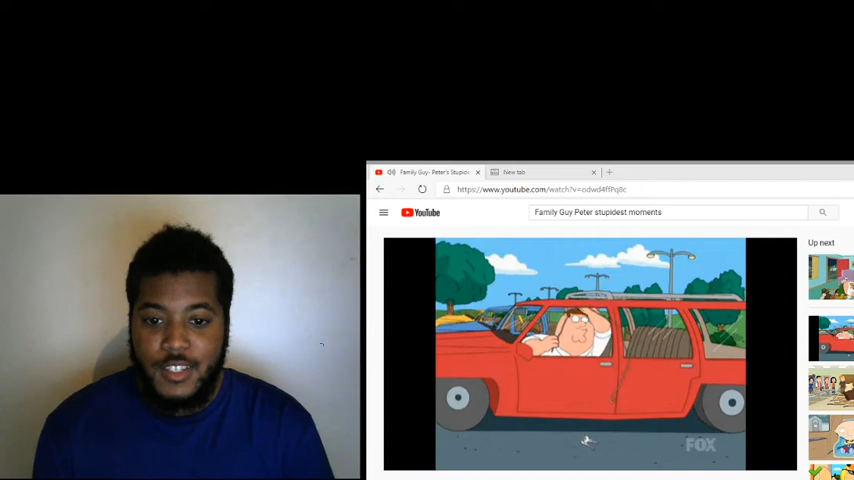 Family Guy- Peter's Stupide
New tab
https://www.youtube.com/watch?v=odwd4ffPq8c
YouTube
Family Guy Peter stupidest moments
Up next
FOX